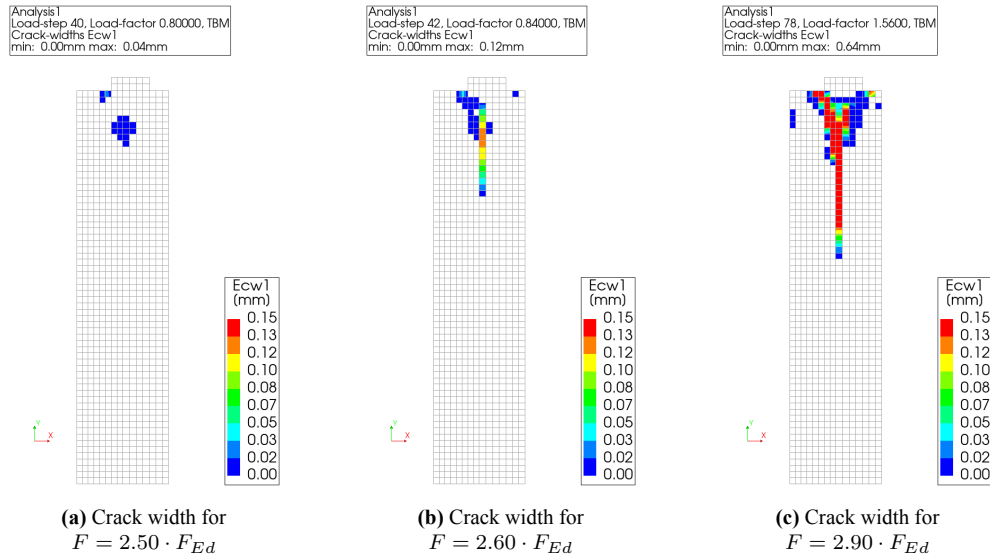 Analysis1
Load-step 40, Load-factor 0.80000, TBM
Crack-widths Ecw1
min: 0.00mm max: 0.04mm
Ecw1
(mm)
0.15
0.13
0.12
0.10
0.08
0.07
0.05
0.03
0.02
0.00
Y
X
(a) Crack width for
F = 2.50 · F_{Ed}
Analysis1
Load-step 42, Load-factor 0.84000, TBM
Crack-widths Ecw1
min: 0.00mm max: 0.12mm
Ecw1
(mm)
0.15
0.13
0.12
0.10
0.08
0.07
0.05
0.03
0.02
0.00
Y
X
(b) Crack width for
F = 2.60 · F_{Ed}
Analysis1
Load-step 78, Load-factor 1.5600, TBM
Crack-widths Ecw1
min: 0.00mm max: 0.64mm
Ecw1
(mm)
0.15
0.13
0.12
0.10
0.08
0.07
0.05
0.03
0.02
0.00
Y
X
(c) Crack width for
F = 2.90 · F_{Ed}